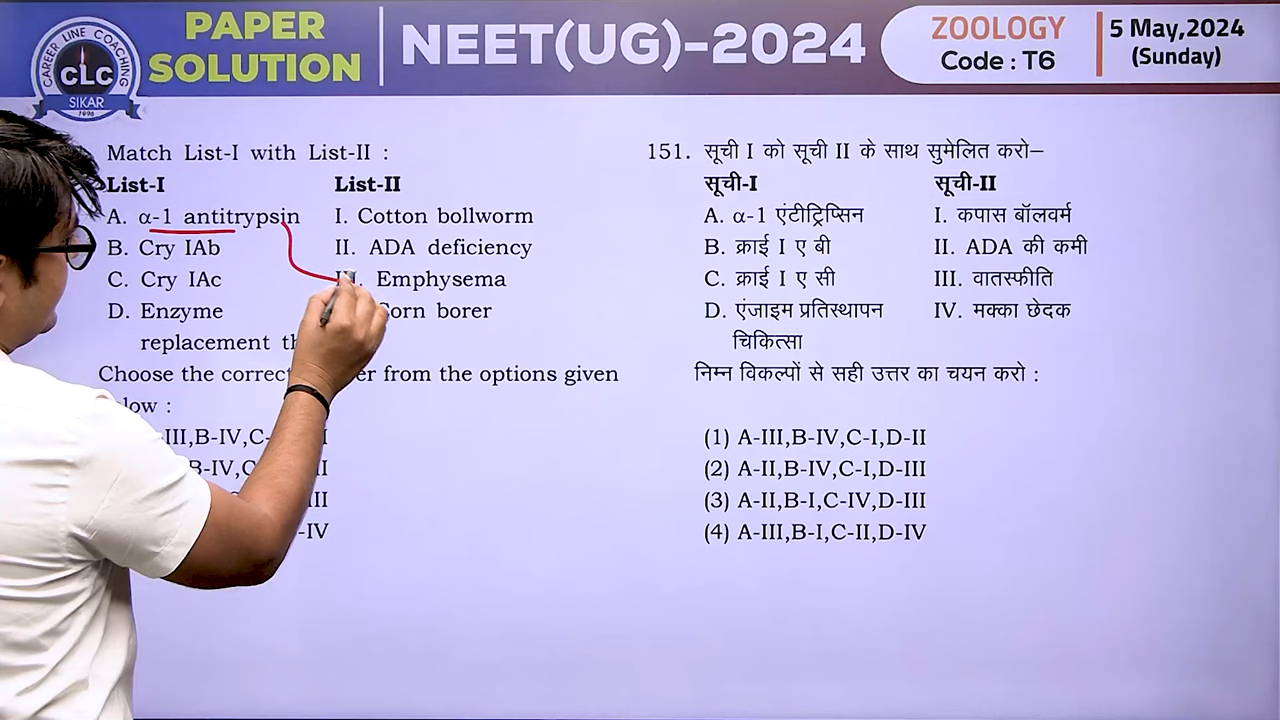 CAREER LINE COACHING
CLC
SIKAR
1996
PAPER
SOLUTION
NEET(UG)-2024
ZOOLOGY
Code : T6
5 May,2024
(Sunday)
Match List-I with List-II :
List-I List-II
A. α-1 antitrypsin I. Cotton bollworm
B. Cry IAb II. ADA deficiency
C. Cry IAc III. Emphysema
D. Enzyme Corn borer
replacement
Choose the correct from the options given
:
III,B-IV,C-
B-IV,
III
-IV
151. सूची I को सूची II के साथ सुमेलित करो–
सूची-I सूची-II
A. α-1 एंटीट्रिप्सिन I. कपास बॉलवर्म
B. क्राई I ए बी II. ADA की कमी
C. क्राई I ए सी III. वातस्फीति
D. एंजाइम प्रतिस्थापन IV. मक्का छेदक
चिकित्सा
निम्न विकल्पों से सही उत्तर का चयन करो :
(1) A-III,B-IV,C-I,D-II
(2) A-II,B-IV,C-I,D-III
(3) A-II,B-I,C-IV,D-III
(4) A-III,B-I,C-II,D-IV